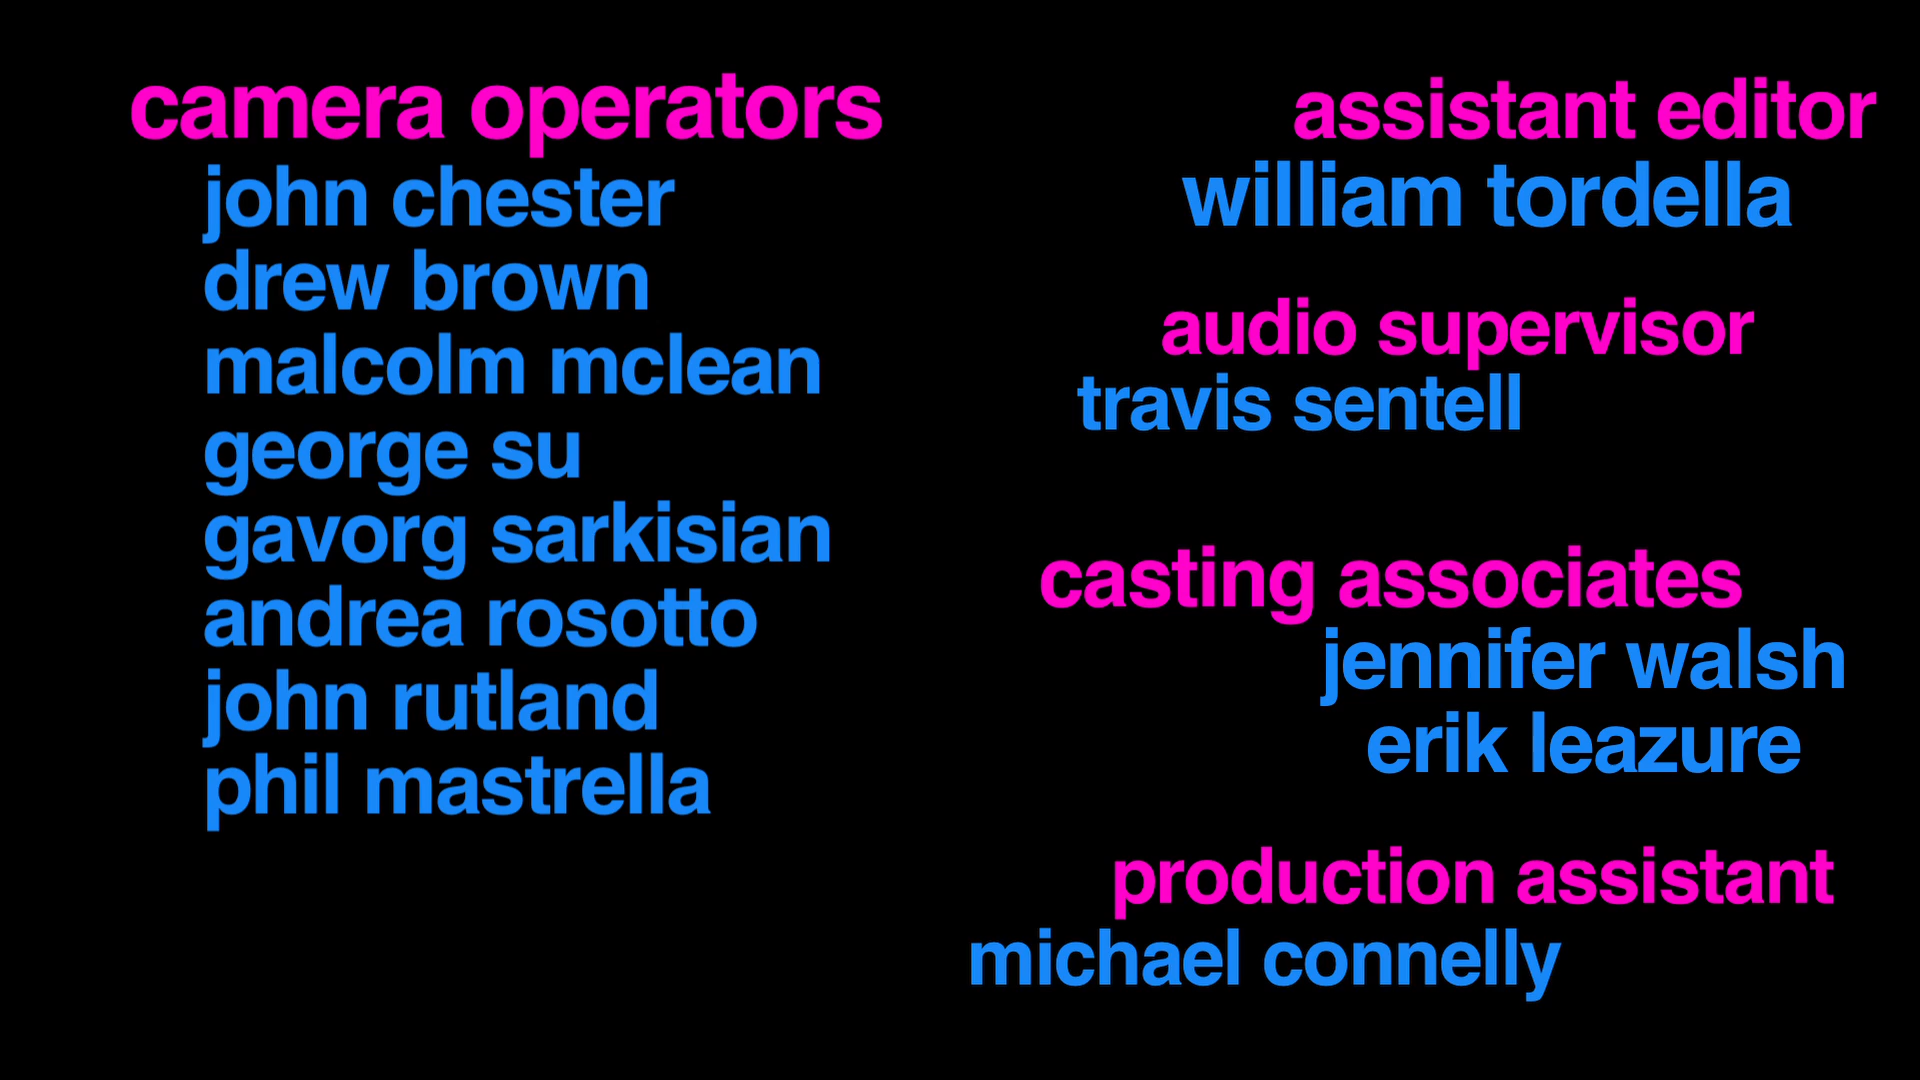 camera operators
john chester
drew brown
malcolm mclean
george su
gavorg sarkisian
andrea rosotto
john rutland
phil mastrella
assistant editor
william tordella
audio supervisor
travis sentell
casting associates
jennifer walsh
erik leazure
production assistant
michael connelly